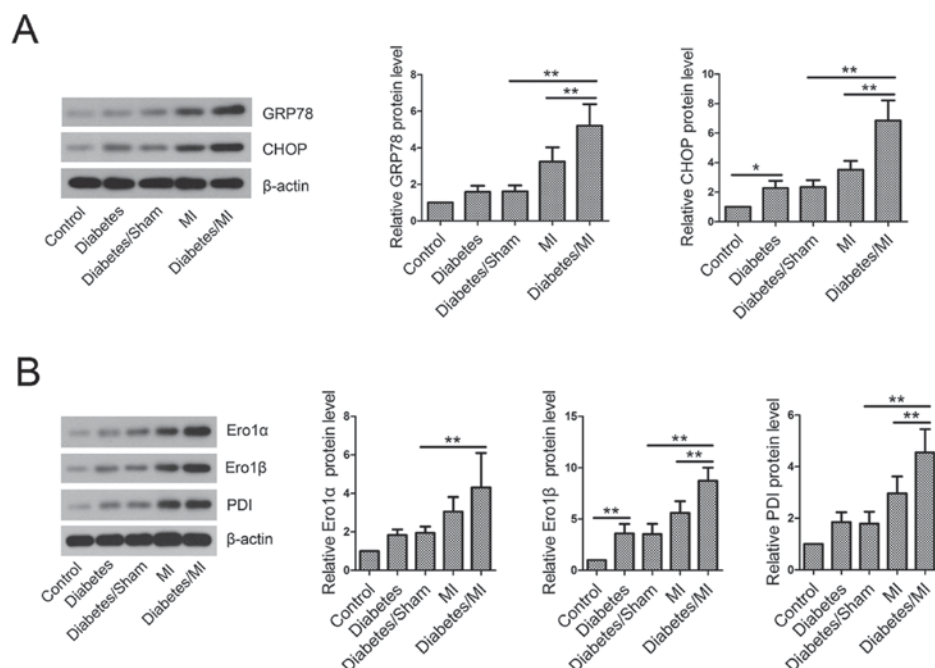 A
GRP78
CHOP
β-actin
Control
Diabetes
Diabetes/Sham
MI
Diabetes/MI
Relative GRP78 protein level
8
6
4
2
0
**
**
Control
Diabetes
Diabetes/Sham
MI
Diabetes/MI
Relative CHOP protein level
10
8
6
4
2
0
*
**
**
Control
Diabetes
Diabetes/Sham
MI
Diabetes/MI
B
Ero1α
Ero1β
PDI
β-actin
Control
Diabetes
Diabetes/Sham
MI
Diabetes/MI
Relative Ero1α protein level
8
6
4
2
0
**
Control
Diabetes
Diabetes/Sham
MI
Diabetes/MI
Relative Ero1β protein level
15
10
5
0
**
**
**
Control
Diabetes
Diabetes/Sham
MI
Diabetes/MI
Relative PDI protein level
6
4
2
0
**
**
Control
Diabetes
Diabetes/Sham
MI
Diabetes/MI